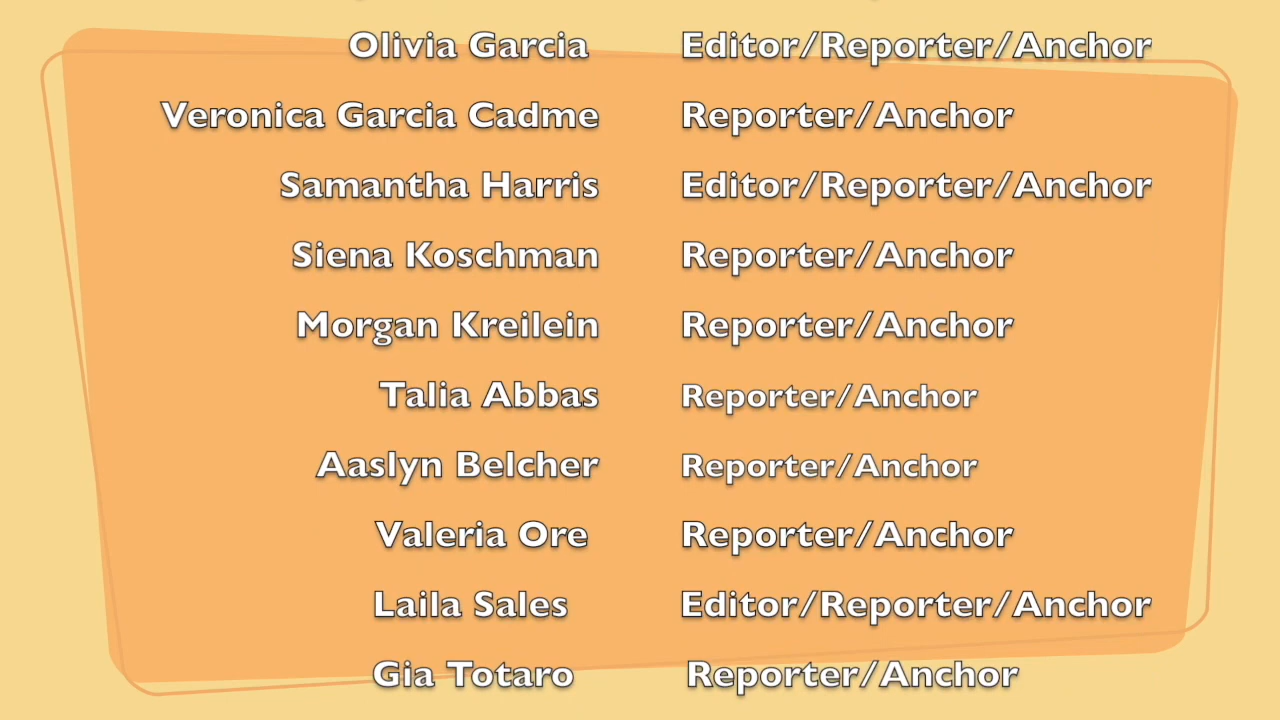 Olivia Garcia Editor/Reporter/Anchor
Veronica Garcia Cadme Reporter/Anchor
Samantha Harris Editor/Reporter/Anchor
Siena Koschman Reporter/Anchor
Morgan Kreilein Reporter/Anchor
Talia Abbas Reporter/Anchor
Aaslyn Belcher Reporter/Anchor
Valeria Ore Reporter/Anchor
Laila Sales Editor/Reporter/Anchor
Gia Totaro Reporter/Anchor